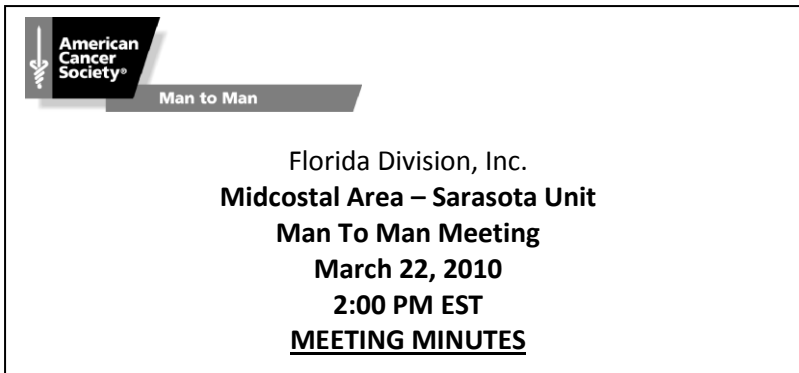 American
Cancer
Society®
Man to Man
Florida Division, Inc.
Midcostal Area – Sarasota Unit
Man To Man Meeting
March 22, 2010
2:00 PM EST
MEETING MINUTES